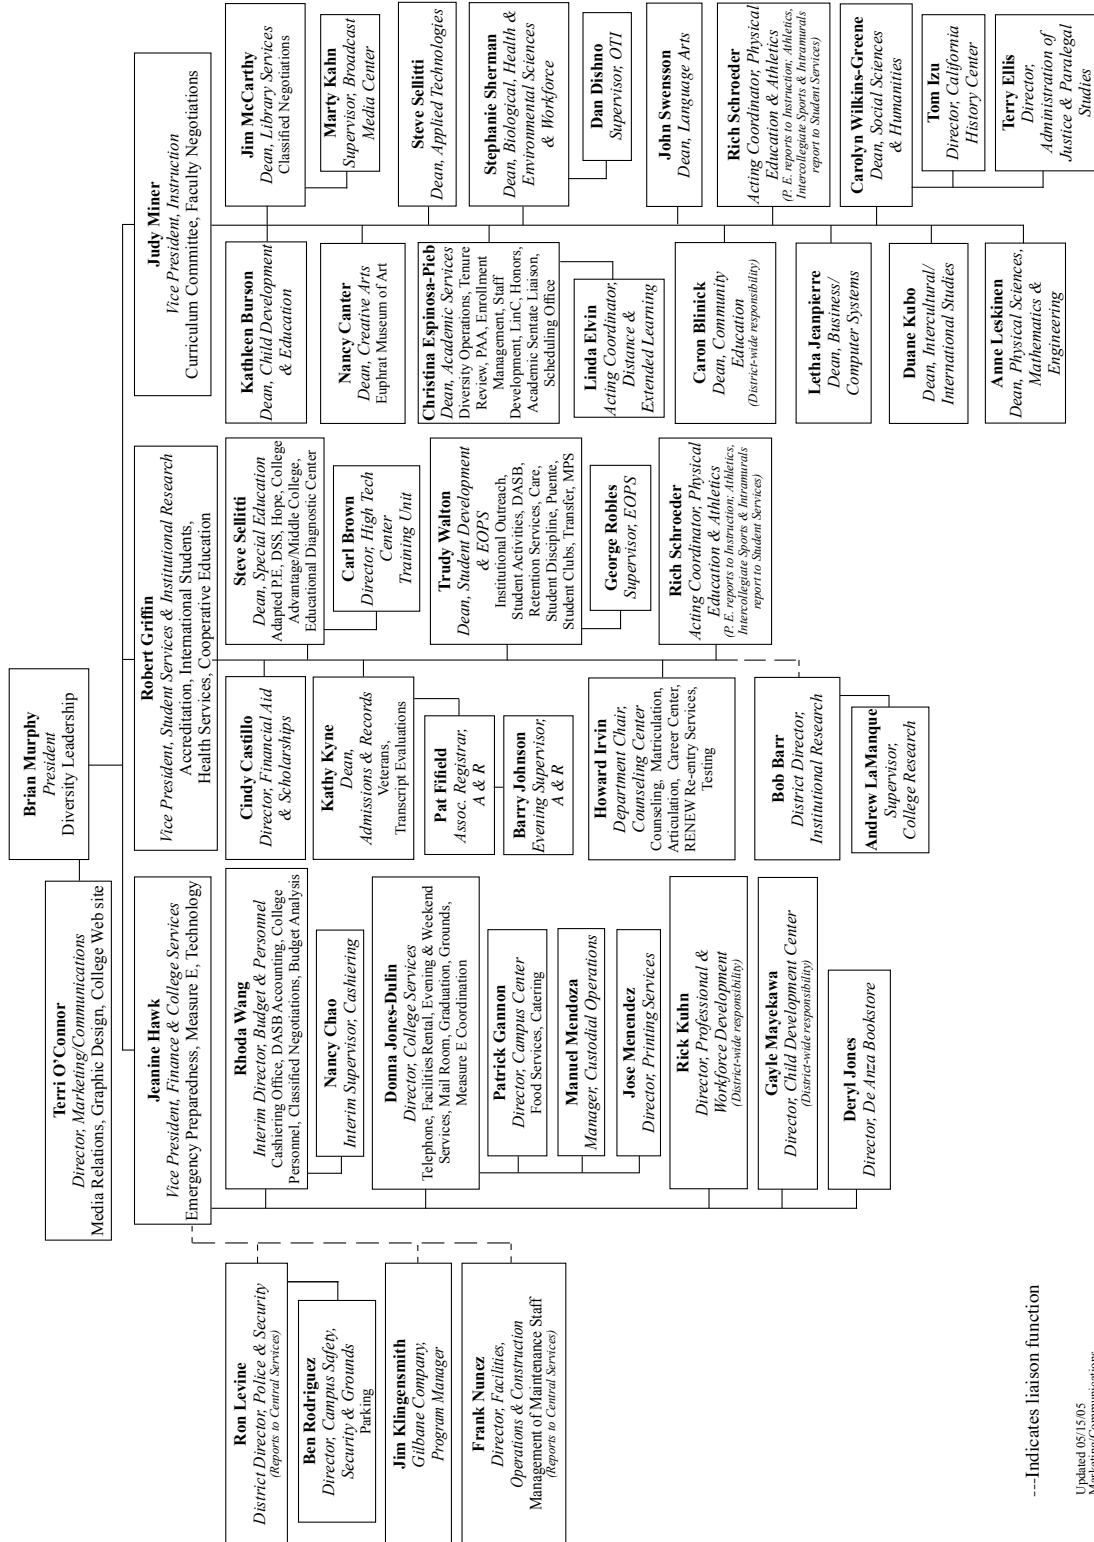 Brian Murphy
President
Diversity Leadership
Terri O'Connor
Director, Marketing/Communications
Media Relations, Graphic Design, College Web site
Jeanine Hawk
Vice President, Finance & College Services
Emergency Preparedness, Measure E, Technology
Robert Griffin
Vice President, Student Services & Institutional Research
Accreditation, International Students,
Health Services, Cooperative Education
Judy Miner
Vice President, Instruction
Curriculum Committee, Faculty Negotiations
Ron Levine
District Director, Police & Security
(Reports to Central Services)
Ben Rodriguez
Director, Campus Safety,
Security & Grounds
Parking
Jim Klingensmith
Gilbane Company,
Program Manager
Frank Nunez
Director, Facilities,
Operations & Construction
Management of Maintenance Staff
(Reports to Central Services)
Rhoda Wang
Interim Director, Budget & Personnel
Cashiering Office, DASB Accounting, College
Personnel, Classified Negotiations, Budget Analysis
Nancy Chao
Interim Supervisor, Cashiering
Donna Jones-Dulin
Director, College Services
Telephone, Facilities Rental, Evening & Weekend
Services, Mail Room, Graduation, Grounds,
Measure E Coordination
Patrick Gannon
Director, Campus Center
Food Services, Catering
Manuel Mendoza
Manager, Custodial Operations
Jose Menendez
Director, Printing Services
Rick Kuhn
Director, Professional &
Workforce Development
(District-wide responsibility)
Gayle Mayekawa
Director, Child Development Center
(District-wide responsibility)
Deryl Jones
Director, De Anza Bookstore
Cindy Castillo
Director, Financial Aid
& Scholarships
Kathy Kyne
Dean,
Admissions & Records
Veterans,
Transcript Evaluations
Pat Fifield
Assoc. Registrar,
A & R
Barry Johnson
Evening Supervisor,
A & R
Howard Irvin
Department Chair,
Counseling Center
Counseling, Matriculation,
Articulation, Career Center,
RENEW Re-entry Services,
Testing
Bob Barr
District Director,
Institutional Research
Andrew LaManque
Supervisor,
College Research
Steve Sellitti
Dean, Special Education
Adapted P.E, DSS, Hope, College
Advantage/Middle College,
Educational Diagnostic Center
Carl Brown
Director, High Tech
Center
Training Unit
Trudy Walton
Dean, Student Development
& EOPS
Institutional Outreach,
Student Activities, DASB,
Retention Services, Care,
Student Discipline, Puente,
Student Clubs, Transfer, MPS
George Robles
Supervisor, EOPS
Rich Schroeder
Acting Coordinator, Physical
Education & Athletics
(P. E. reports to Instruction; Athletics,
Intercollegiate Sports & Intramurals
report to Student Services)
Kathleen Burson
Dean, Child Development
& Education
Nancy Canter
Dean, Creative Arts
Euphrat Museum of Art
Christina Espinosa-Pieb
Dean, Academic Services
Diversity Operations, Tenure
Review, PAA, Enrollment
Management, Staff
Development, LinC, Honors,
Academic Sentate Liaison,
Scheduling Office
Linda Elvin
Acting Coordinator,
Distance &
Extended Learning
Caron Blinick
Dean, Community
Education
(District-wide responsibility)
Letha Jeanpierre
Dean, Business/
Computer Systems
Duane Kubo
Dean, Intercultural/
International Studies
Anne Leskinen
Dean, Physical Sciences,
Mathematics &
Engineering
Jim McCarthy
Dean, Library Services
Classified Negotiations
Marty Kahn
Supervisor, Broadcast
Media Center
Steve Sellitti
Dean, Applied Technologies
Stephanie Sherman
Dean, Biological, Health &
Environmental Sciences
& Workforce
Dan Dishno
Supervisor, OTI
John Swensson
Dean, Language Arts
Rich Schroeder
Acting Coordinator, Physical
Education & Athletics
(P. E. reports to Instruction; Athletics,
Intercollegiate Sports & Intramurals
report to Student Services)
Carolyn Wilkins-Greene
Dean, Social Sciences
& Humanities
Tom Izu
Director, California
History Center
Terry Ellis
Director,
Administration of
Justice & Paralegal
Studies
---Indicates liaison function
Updated 05/15/05
Marketing/Communications